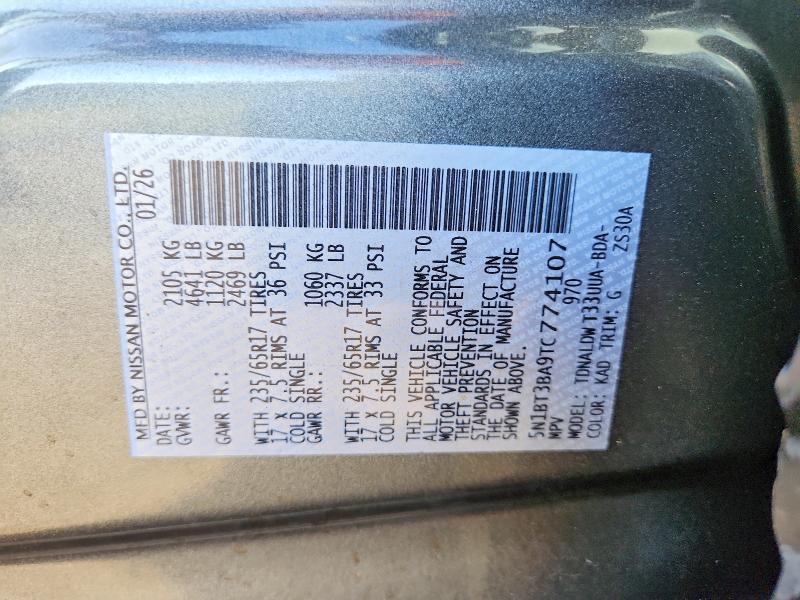 MFD BY NISSAN MOTOR CO., LTD.
DATE: 01/26
GVWR: 2105 KG
4641 LB
GAWR FR.: 1120 KG
2469 LB
WITH 235/65R17 TIRES
17 X 7.5 RIMS AT 36 PSI
COLD SINGLE
GAWR RR.: 1060 KG
2337 LB
WITH 235/65R17 TIRES
17 X 7.5 RIMS AT 33 PSI
COLD SINGLE
THIS VEHICLE CONFORMS TO
ALL APPLICABLE FEDERAL
MOTOR VEHICLE SAFETY AND
THEFT PREVENTION
STANDARDS IN EFFECT ON
THE DATE OF MANUFACTURE
SHOWN ABOVE.
5N1BT3BA9TC774107
MPV 970
MODEL: TDNALDWT33UUA-BDA-
COLOR: KAD TRIM: G ZS30A